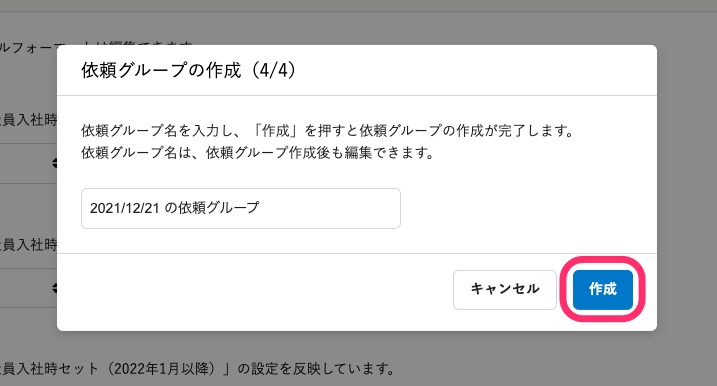 ルフォーマットは編集できます
依頼グループの作成（4/4）
員入社時
依頼グループ名を入力し、「作成」を押すと依頼グループの作成が完了します。
依頼グループ名は、依頼グループ作成後も編集できます。
2021/12/21 の依頼グループ
員入社時
キャンセル
作成
員入社時セット（2022年1月以降）」の設定を反映しています。